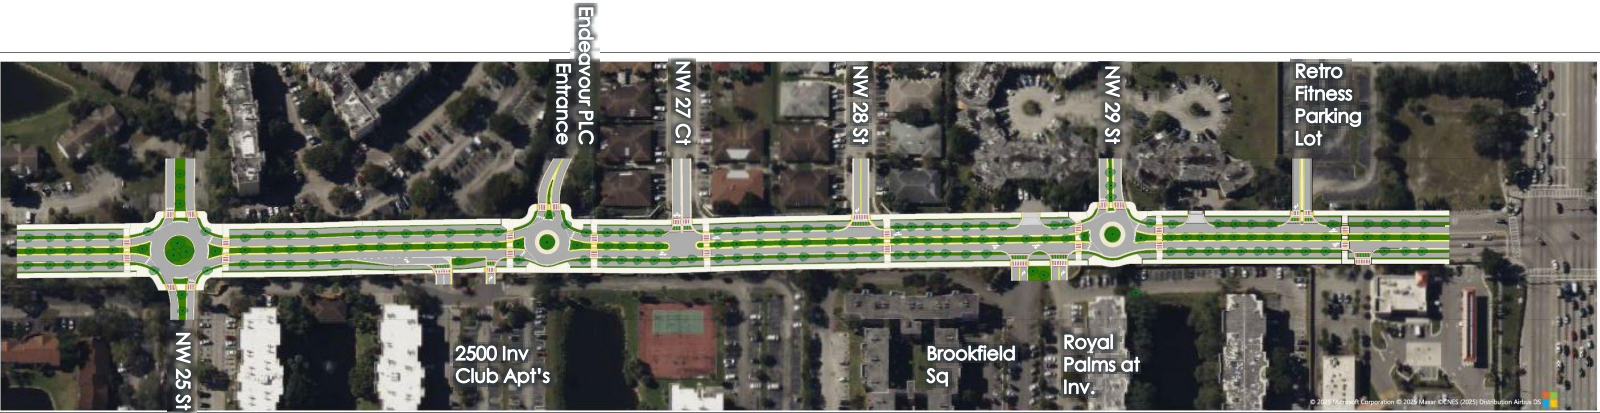 Endeavour PLC
Entrance
NW 27 Ct
NW 28 St
NW 29 St
Retro
Fitness
Parking
Lot
NW 25 St
2500 Inv
Club Apt's
Brookfield
Sq
Royal
Palms at
Inv.
© 2025 Microsoft Corporation © 2025 Maxar ©CNES (2025) Distribution Airbus DS